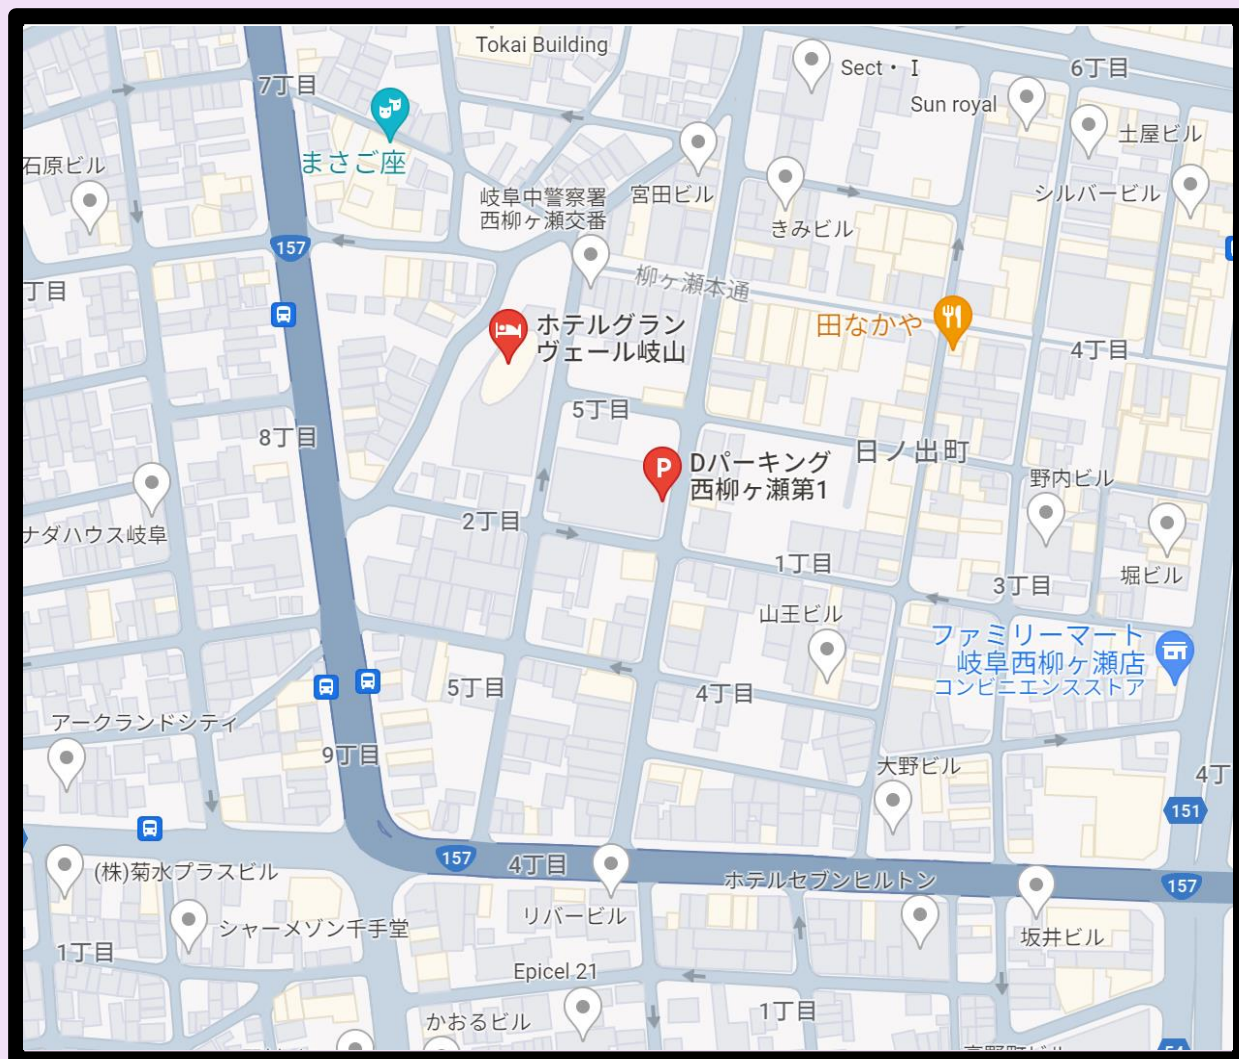 Tokai Building
Sect・I
6丁目
7丁目
Sun royal
まさご座
土屋ビル
石原ビル
岐阜中警察署
西柳ヶ瀬交番
宮田ビル
シルバービル
きみビル
157
丁目
柳ヶ瀬本通
ホテルグラン
ヴェール岐山
田なかや
4丁目
5丁目
8丁目
日ノ出町
Dパーキング
西柳ヶ瀬第1
P
野内ビル
ナダハウス岐阜
2丁目
1丁目
3丁目
堀ビル
山王ビル
ファミリーマート
岐阜西柳ヶ瀬店
コンビニエンスストア
5丁目
4丁目
アークランドシティ
9丁目
大野ビル
4丁
151
157
4丁目
(株)菊水プラスビル
ホテルセブンヒルトン
157
リバービル
シャーメゾン千手堂
坂井ビル
1丁目
Epicel 21
かおるビル
1丁目